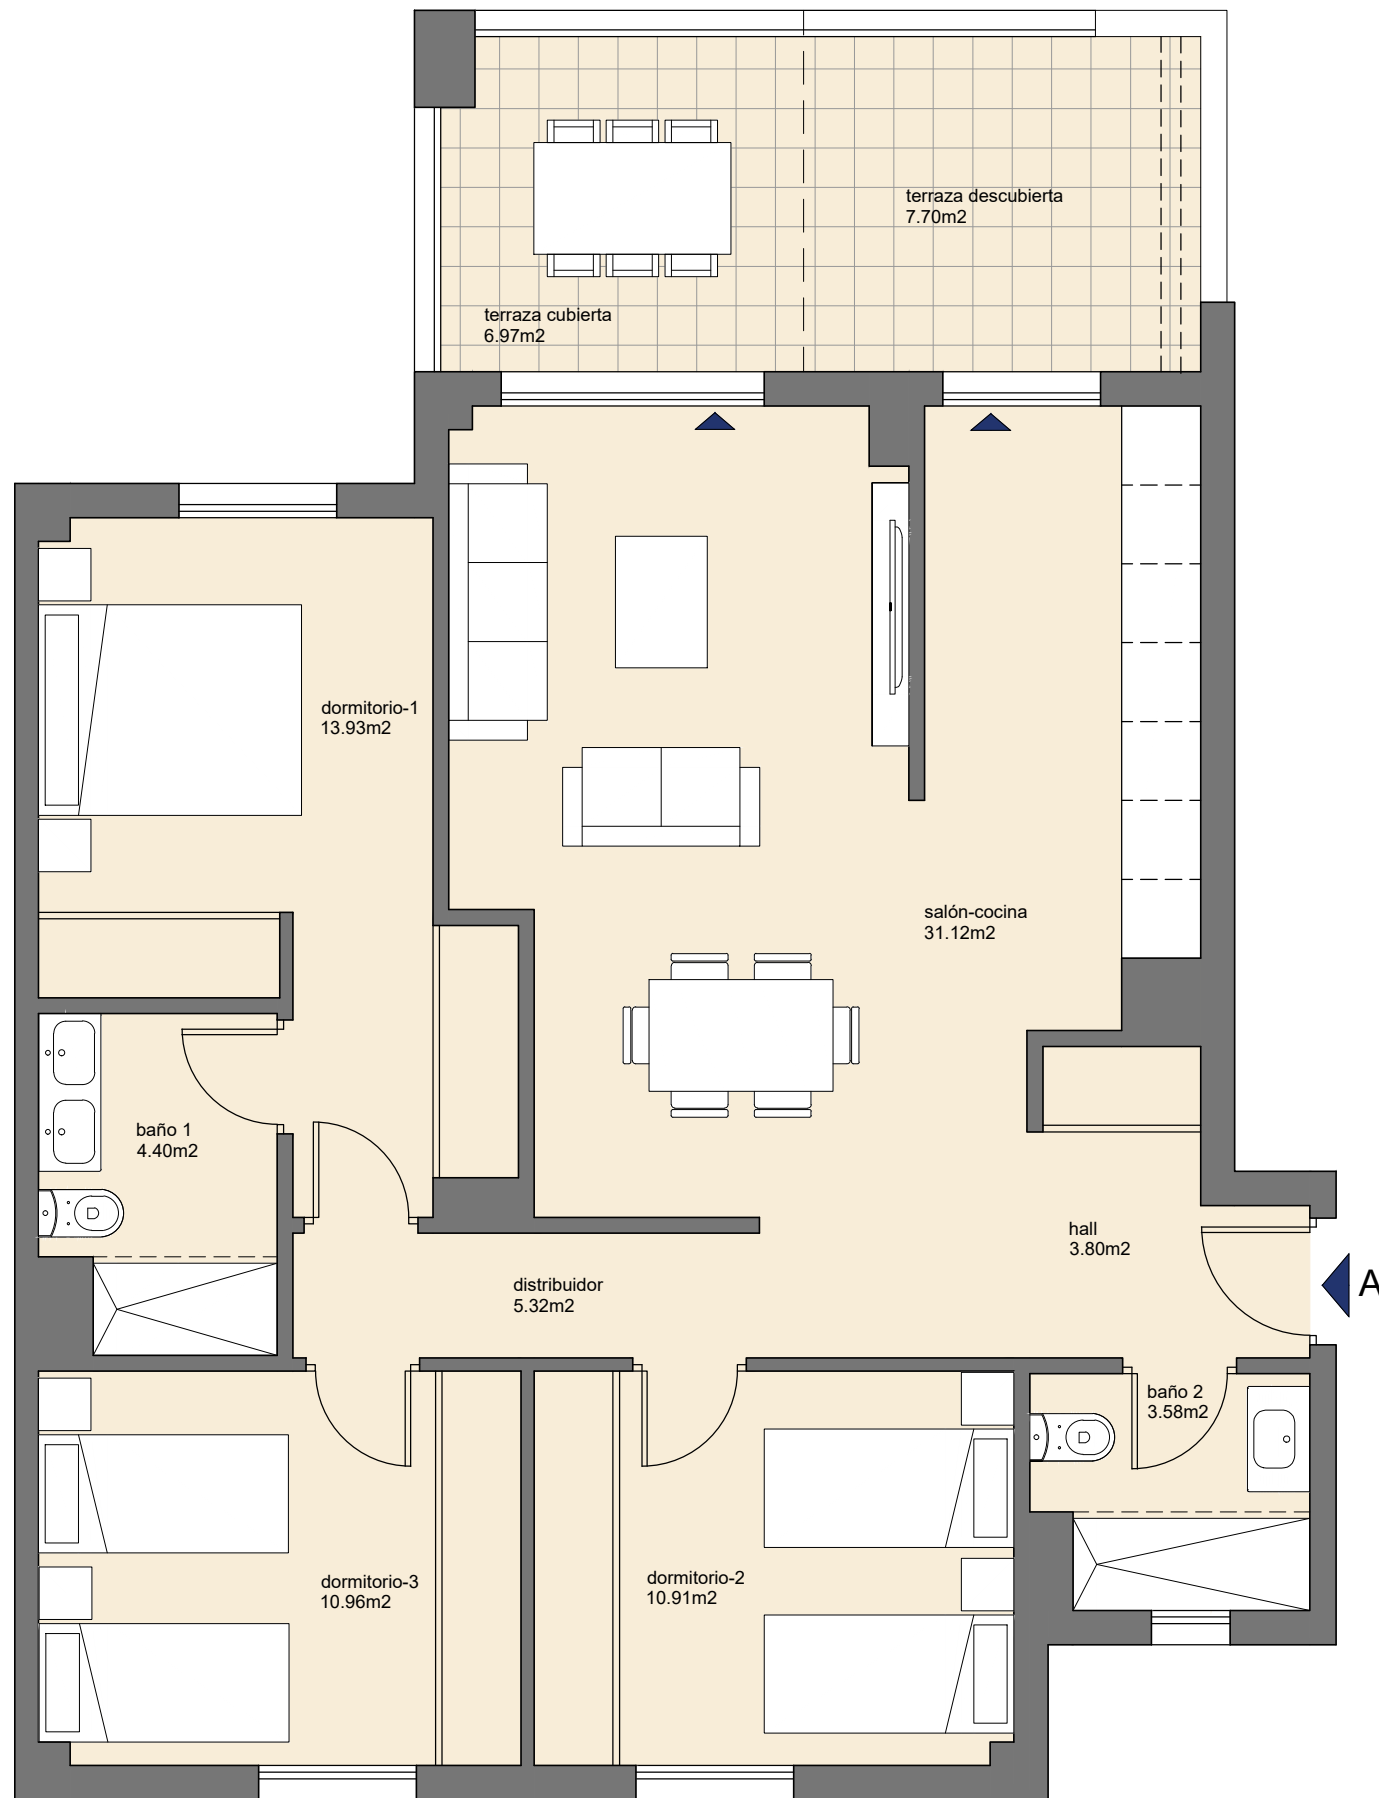 terraza descubierta
7.70m2
terraza cubierta
6.97m2
dormitorio-1
13.93m2
salón-cocina
31.12m2
baño 1
4.40m2
hall
3.80m2
distribuidor
5.32m2
A
baño 2
3.58m2
dormitorio-3
10.96m2
dormitorio-2
10.91m2